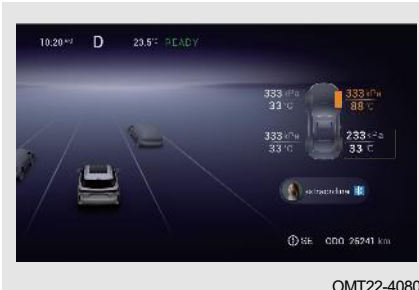 10:20 AM D 23.5℃ READY
333 kPa 333 kPa
33 ℃ 88 ℃
333 kPa 233 kPa
33 ℃ 33 ℃
ODO 26241 km
OMT22-4080